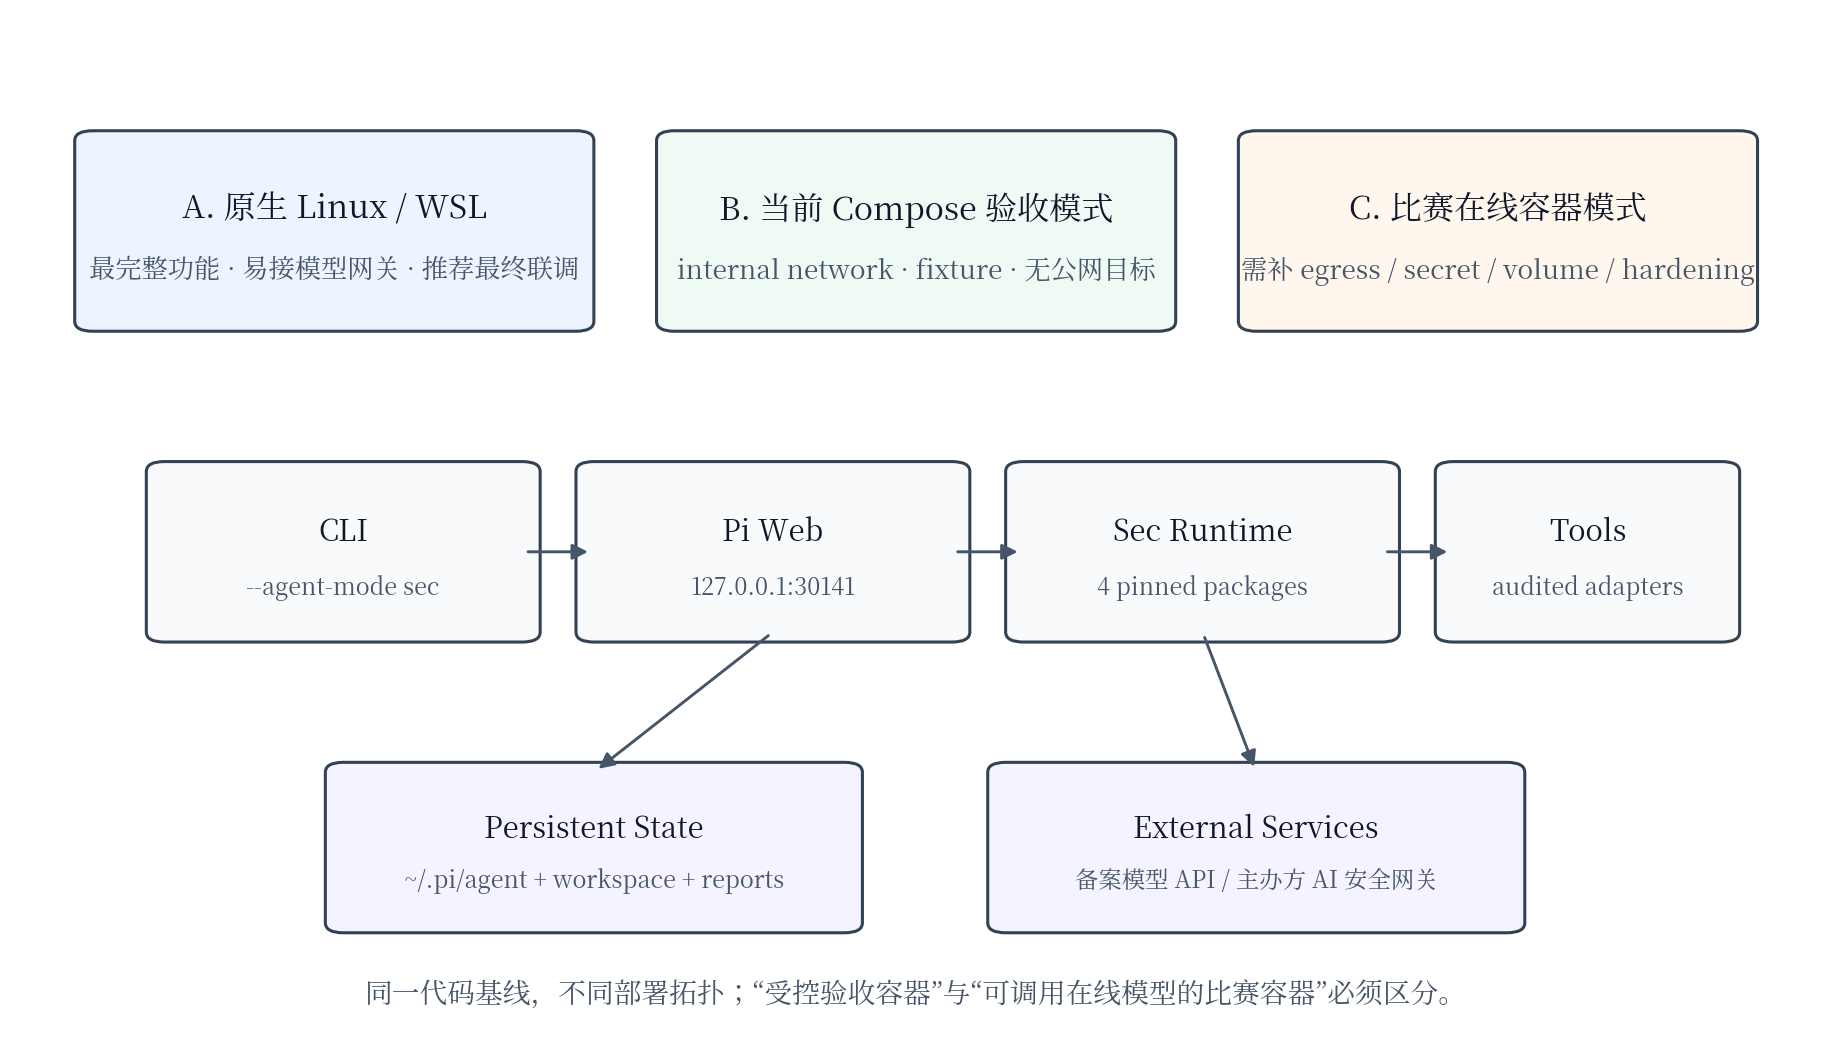 A. 原生 Linux / WSL
最完整功能 · 易接模型网关 · 推荐最终联调
B. 当前 Compose 验收模式
internal network · fixture · 无公网目标
C. 比赛在线容器模式
需补 egress / secret / volume / hardening
CLI
--agent-mode sec
Pi Web
127.0.0.1:30141
Sec Runtime
4 pinned packages
Tools
audited adapters
Persistent State
~/.pi/agent + workspace + reports
External Services
备案模型 API / 主办方 AI 安全网关
同一代码基线，不同部署拓扑；“受控验收容器”与“可调用在线模型的比赛容器”必须区分。